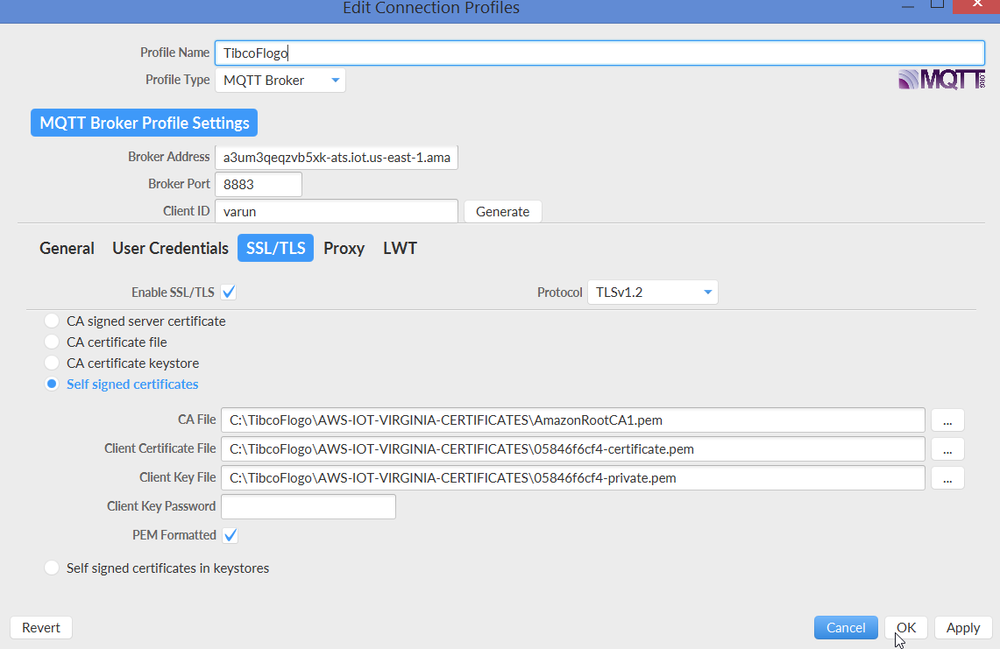 Edit Connection Profiles
Profile Name TibcoFlogo
Profile Type MQTT Broker
MQTT.ORG
MQTT Broker Profile Settings
Broker Address a3um3qeqzvb5xk-ats.iot.us-east-1.ama
Broker Port 8883
Client ID varun Generate
General User Credentials SSL/TLS Proxy LWT
Enable SSL/TLS Protocol TLSv1.2
CA signed server certificate
CA certificate file
CA certificate keystore
Self signed certificates
CA File C:\TibcoFlogo\AWS-IOT-VIRGINIA-CERTIFICATES\AmazonRootCA1.pem ...
Client Certificate File C:\TibcoFlogo\AWS-IOT-VIRGINIA-CERTIFICATES\05846f6cf4-certificate.pem ...
Client Key File C:\TibcoFlogo\AWS-IOT-VIRGINIA-CERTIFICATES\05846f6cf4-private.pem ...
Client Key Password
PEM Formatted
Self signed certificates in keystores
Revert Cancel OK Apply